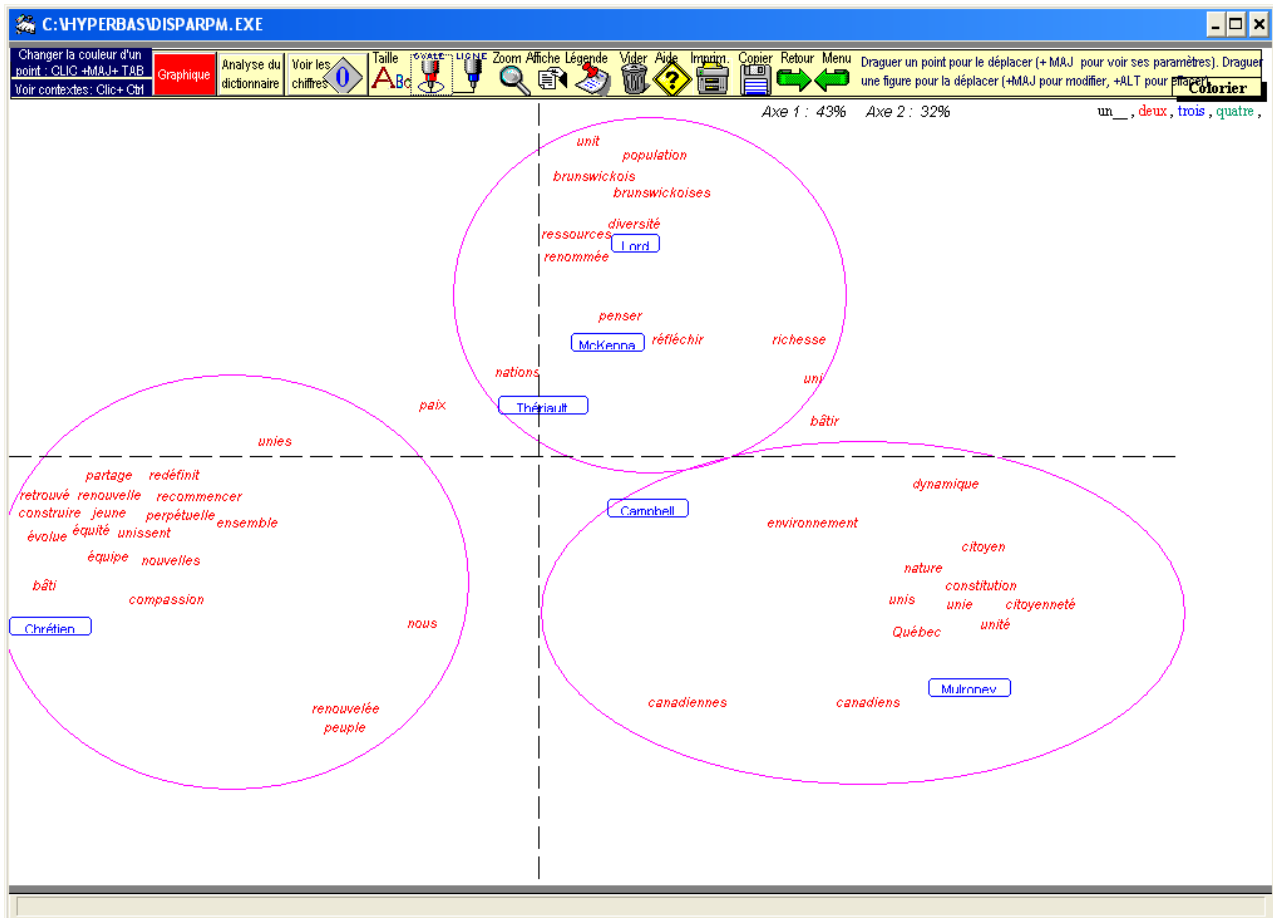 C:\HYPERBAS\DISPARPM.EXE
Changer la couleur d'un
point : CLIC +MAJ+ TAB
Voir contextes: Clic+ Ctrl
Graphique
Analyse du
dictionnaire
Voir les
chiffres
0
Taille
ABc
OVALE
LIGNE
Zoom
Affiche
Légende
Vider
Aide
?
Imprim.
Copier
Retour
Menu
Draguer un point pour le déplacer (+ MAJ pour voir ses paramètres). Draguer
une figure pour la déplacer (+MAJ pour modifier, +ALT pour effacer)
Colorier
Axe 1 : 43% Axe 2 : 32%
un__ , deux , trois , quatre ,
unit
population
brunswickois
brunswickoises
diversité
ressources
Lord
renommée
penser
McKenna
réfléchir
richesse
nations
uni
paix
Thériault
bâtir
unies
partage redéfinit
retrouvé renouvelle recommencer
construire jeune perpétuelle ensemble
évolue équité unissent
équipe nouvelles
bâti
compassion
Chrétien
nous
renouvelée
peuple
dynamique
Campbell
environnement
citoyen
nature
constitution
unis unie citoyenneté
Québec unité
Mulroney
canadiennes canadiens